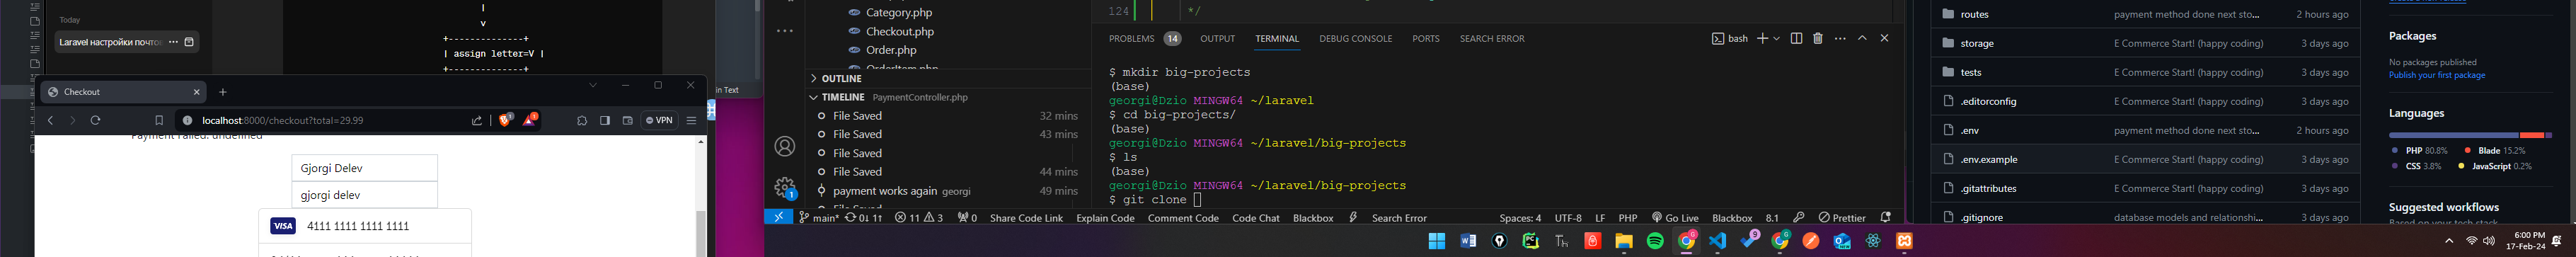 Today
Laravel настройки почтов
|
v
+-------------+
| assign letter=V |
+-------------+
in Text
Checkout
localhost:8000/checkout?total=29.99
VPN
Payment Failed: undefined
Gjorgi Delev
gjorgi delev
VISA 4111 1111 1111 1111
Category.php
Checkout.php
Order.php
OrderItem.php
OUTLINE
TIMELINE PaymentController.php
File Saved 32 mins
File Saved 43 mins
File Saved
File Saved 44 mins
payment works again georgi 49 mins
File Saved
124 */
PROBLEMS 14 OUTPUT TERMINAL DEBUG CONSOLE PORTS SEARCH ERROR
bash
$ mkdir big-projects
(base)
georgi@Dzio MINGW64 ~/laravel
$ cd big-projects/
(base)
georgi@Dzio MINGW64 ~/laravel/big-projects
$ ls
(base)
georgi@Dzio MINGW64 ~/laravel/big-projects
$ git clone
main* 0↓ 1↑ 11 3 0 Share Code Link Explain Code Comment Code Code Chat Blackbox Search Error Spaces: 4 UTF-8 LF PHP Go Live Blackbox 8.1 Prettier
routes payment method done next sto... 2 hours ago
storage E Commerce Start! (happy coding) 3 days ago
tests E Commerce Start! (happy coding) 3 days ago
.editorconfig E Commerce Start! (happy coding) 3 days ago
.env payment method done next sto... 2 hours ago
.env.example E Commerce Start! (happy coding) 3 days ago
.gitattributes E Commerce Start! (happy coding) 3 days ago
.gitignore database models and relationshi... 3 days ago
Packages
No packages published
Publish your first package
Languages
PHP 80.8% Blade 15.2%
CSS 3.8% JavaScript 0.2%
Suggested workflows
Based on your tech stack
6:00 PM
17-Feb-24